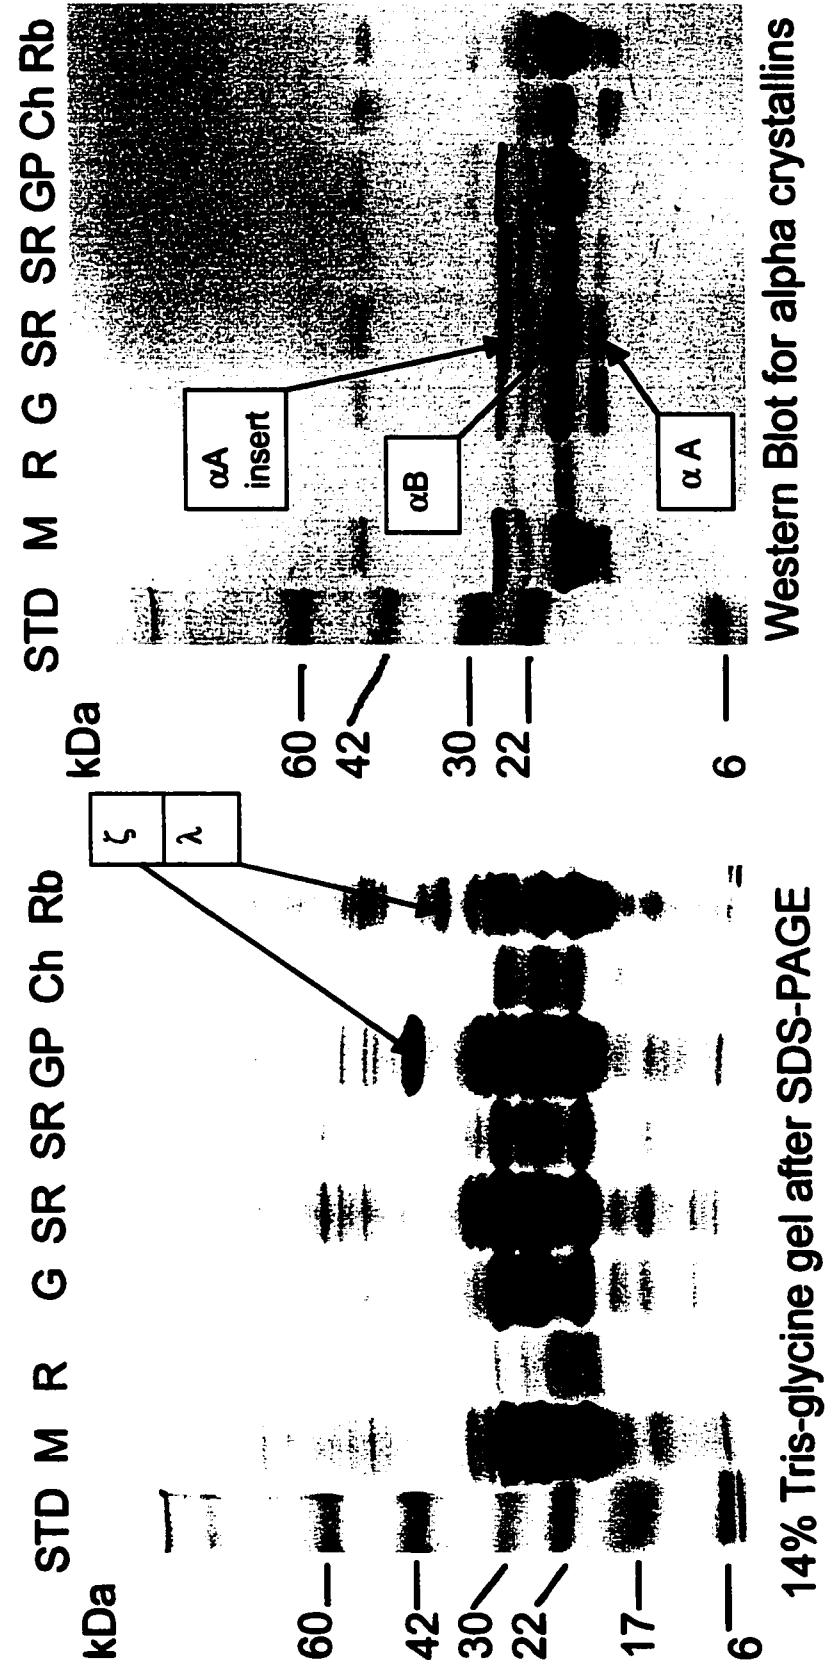 kDa
STD M R G SR SR GP Ch Rb
60
42
30
22
17
6
ζ
λ
14% Tris-glycine gel after SDS-PAGE
kDa
STD M R G SR SR GP Ch Rb
60
42
30
22
6
αA
insert
αB
α A
Western Blot for alpha crystallins